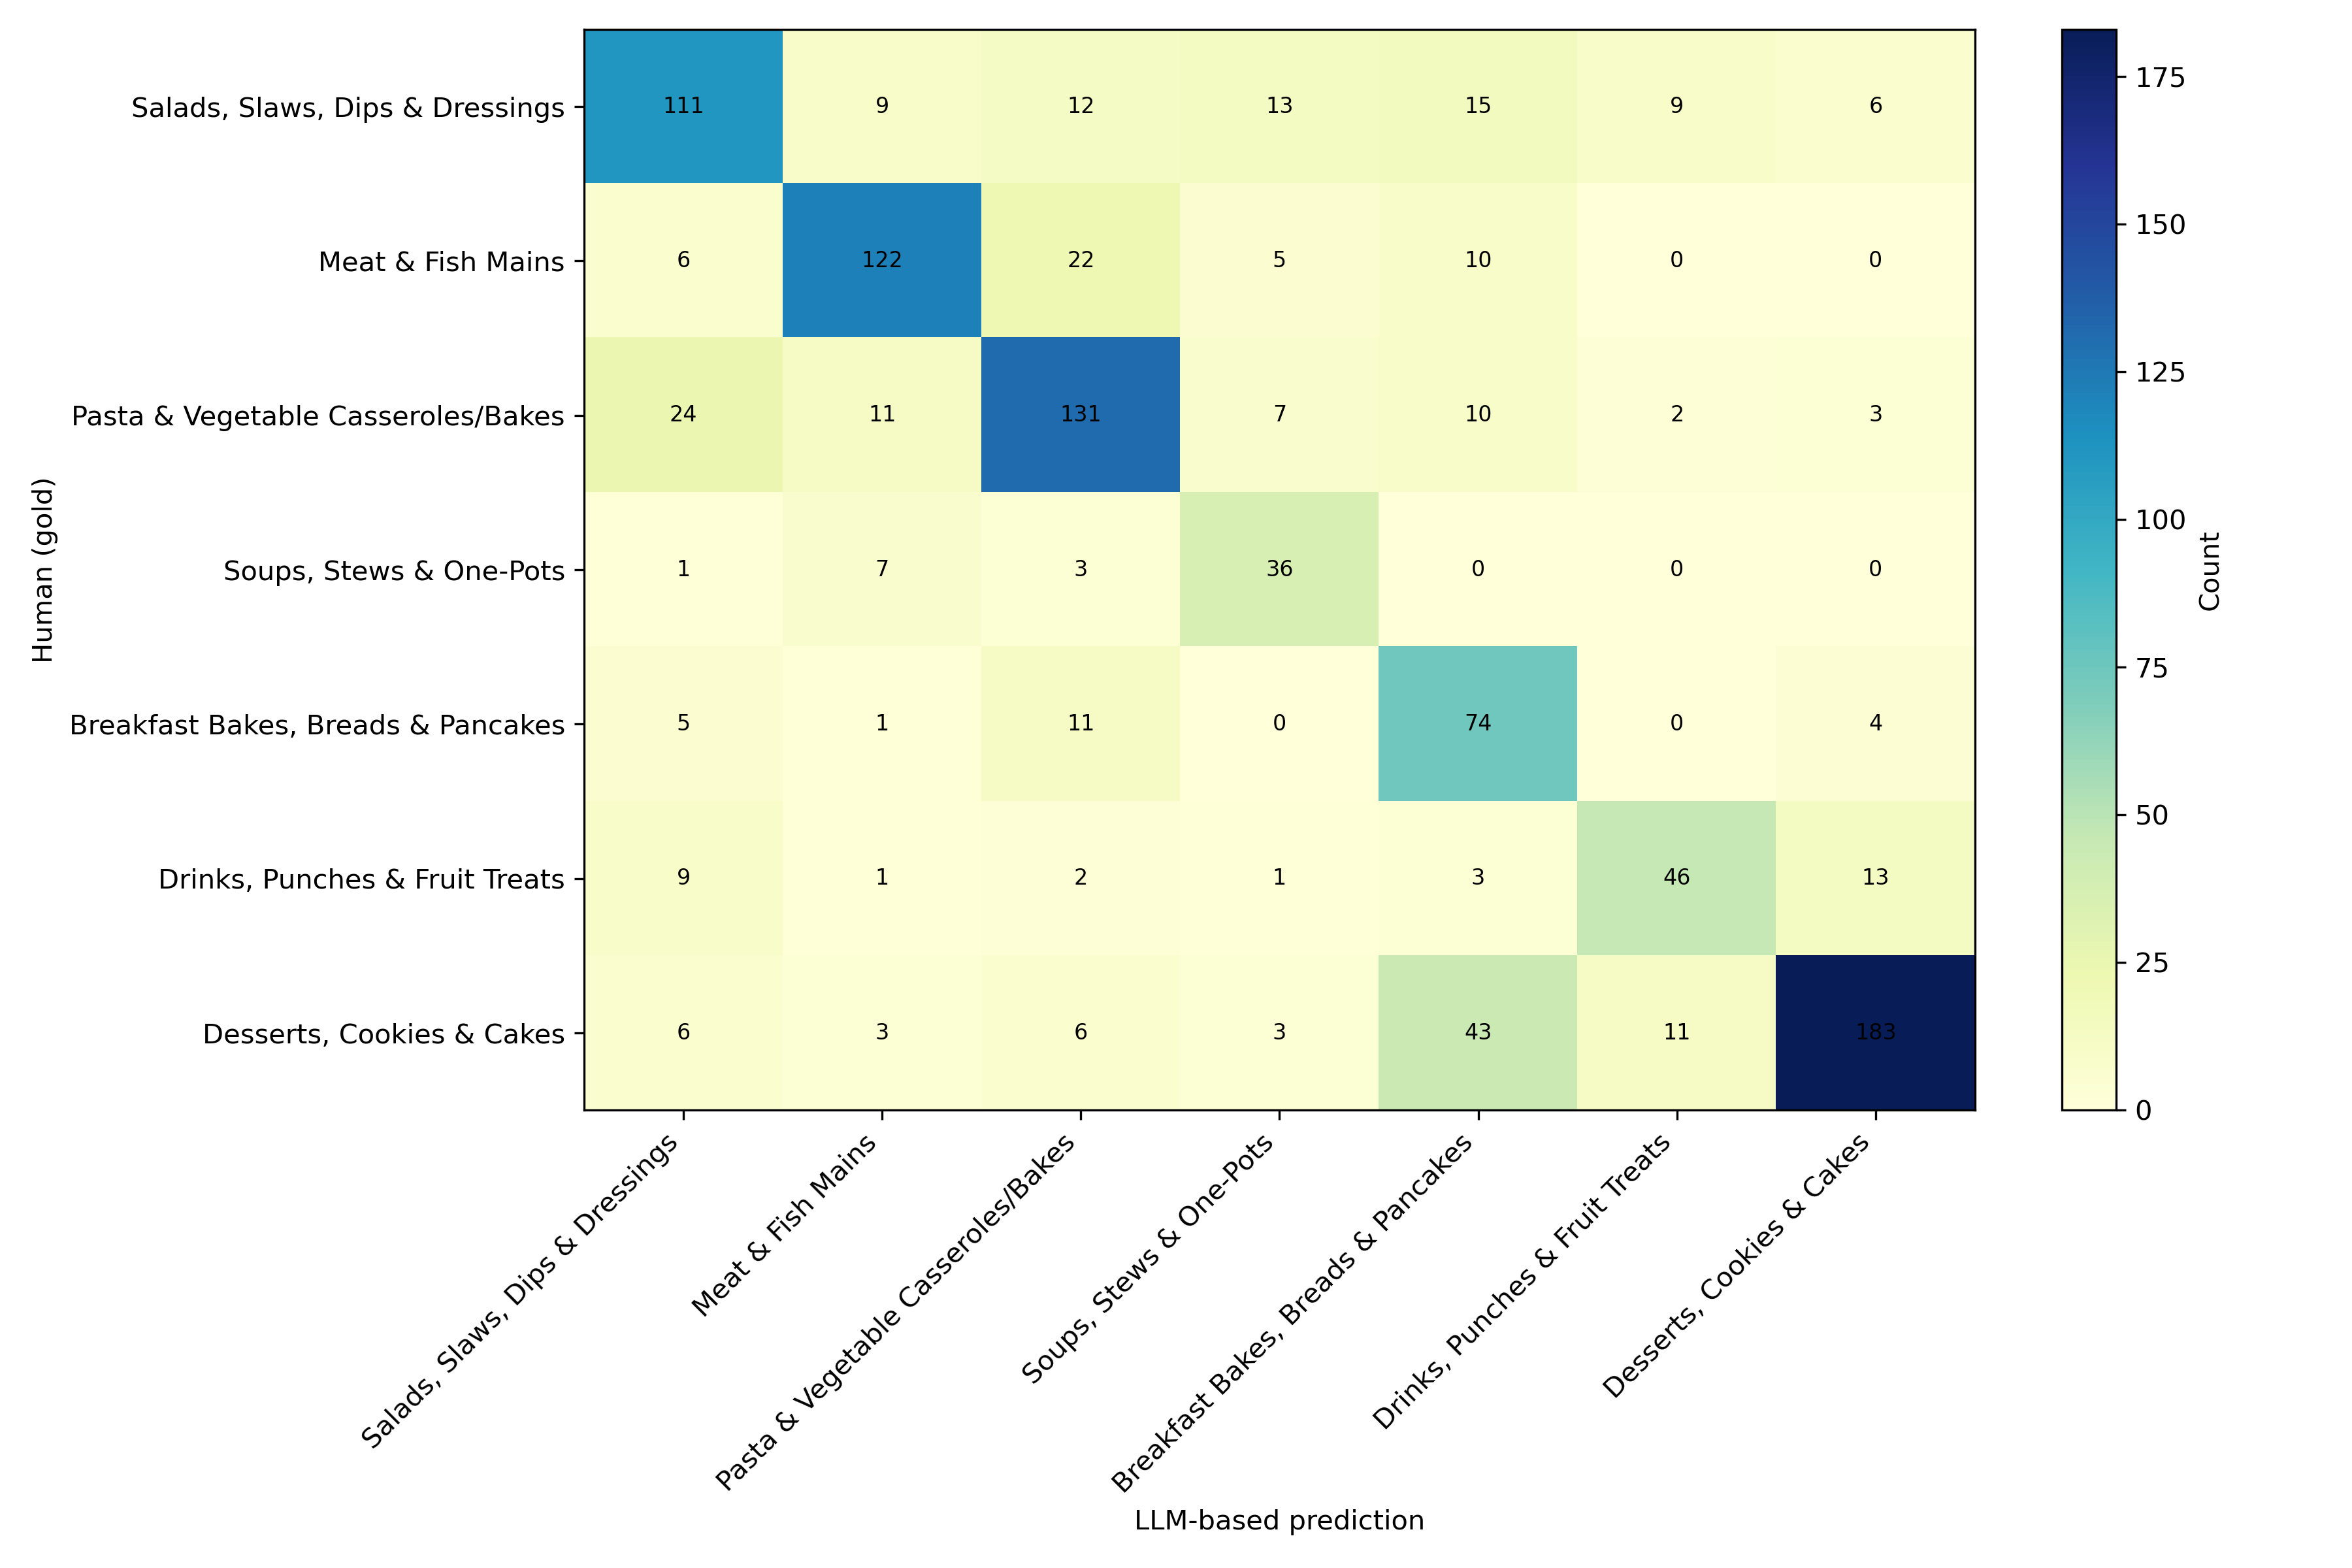 Salads, Slaws, Dips & Dressings 111 9 12 13 15 9 6
Meat & Fish Mains 6 122 22 5 10 0 0
Pasta & Vegetable Casseroles/Bakes 24 11 131 7 10 2 3
Soups, Stews & One-Pots 1 7 3 36 0 0 0
Breakfast Bakes, Breads & Pancakes 5 1 11 0 74 0 4
Drinks, Punches & Fruit Treats 9 1 2 1 3 46 13
Desserts, Cookies & Cakes 6 3 6 3 43 11 183
Human (gold)
Salads, Slaws, Dips & Dressings
Meat & Fish Mains
Pasta & Vegetable Casseroles/Bakes
Soups, Stews & One-Pots
Breakfast Bakes, Breads & Pancakes
Drinks, Punches & Fruit Treats
Desserts, Cookies & Cakes
LLM-based prediction
175
150
125
100
75
50
25
0
Count